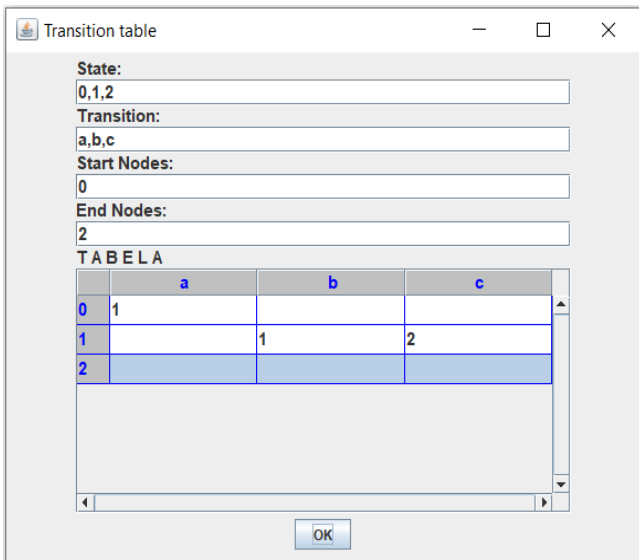 Transition table
State:
0,1,2
Transition:
a,b,c
Start Nodes:
0
End Nodes:
2
T A B E L A
a b c
0 1
1 1 2
2
OK